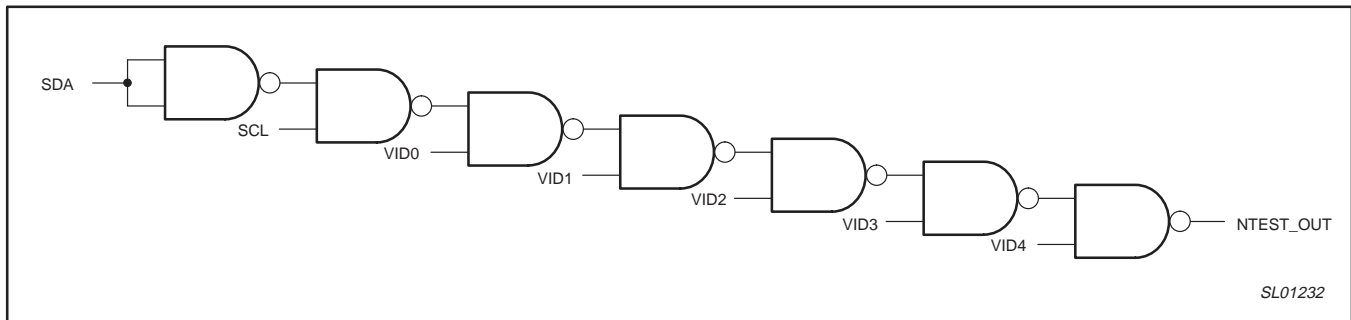 SDA
SCL
VID0
VID1
VID2
VID3
VID4
NTEST_OUT
SL01232